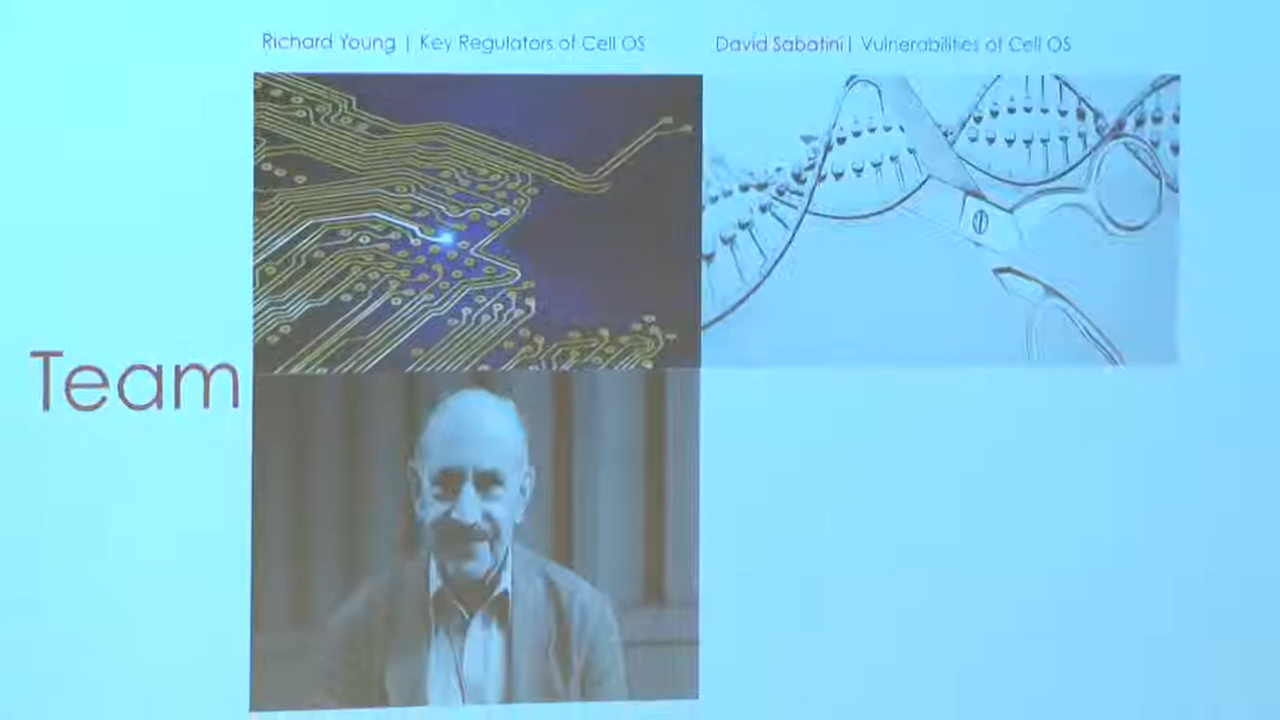 Richard Young | Key Regulators of Cell OS
David Sabatini | Vulnerabilities of Cell OS
Team